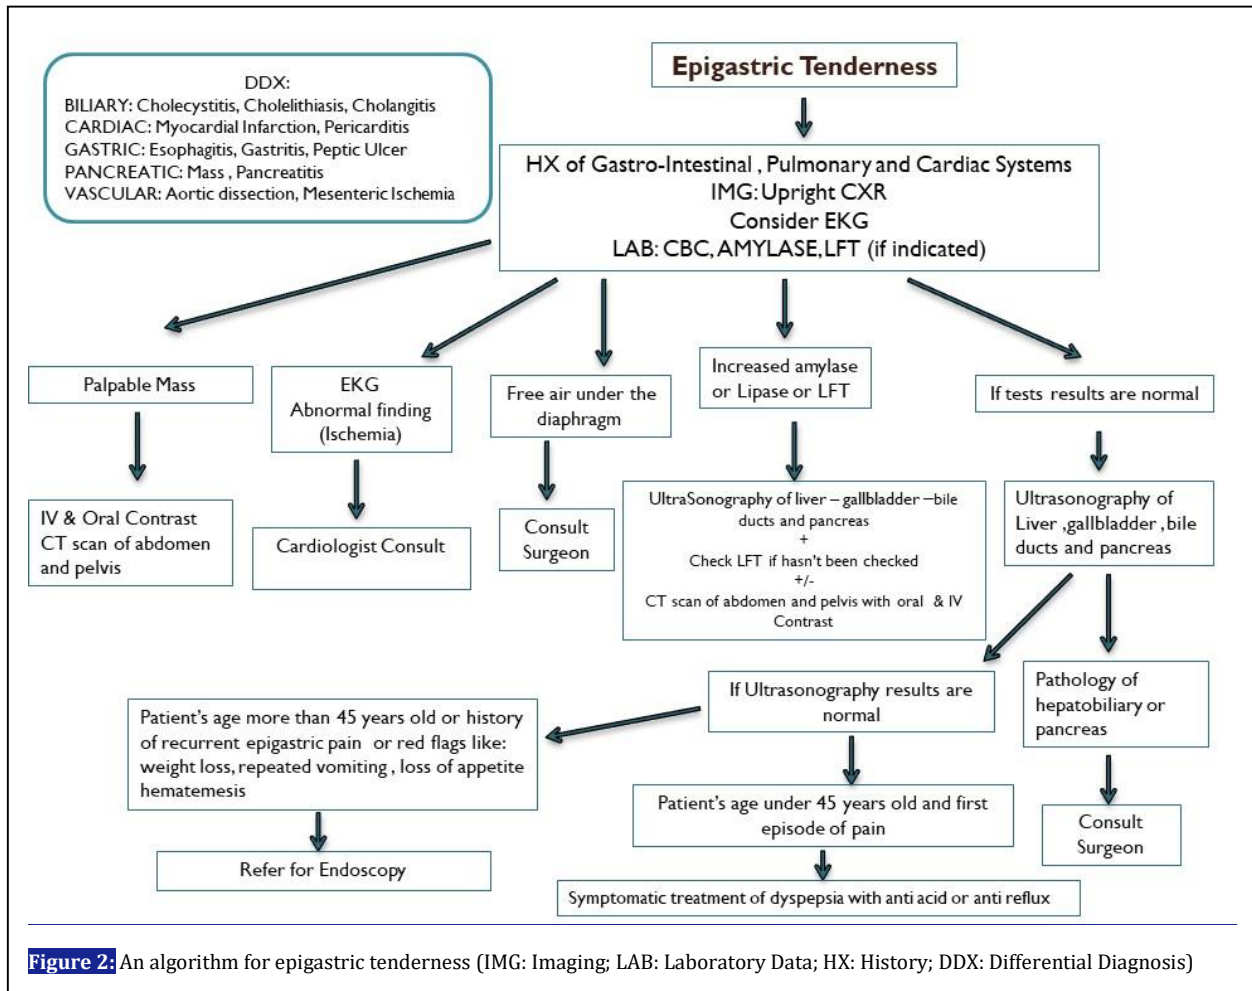 DDX:
BILIARY: Cholecystitis, Cholelithiasis, Cholangitis
CARDIAC: Myocardial Infarction, Pericarditis
GASTRIC: Esophagitis, Gastritis, Peptic Ulcer
PANCREATIC: Mass , Pancreatitis
VASCULAR: Aortic dissection, Mesenteric Ischemia
Epigastric Tenderness
HX of Gastro-Intestinal , Pulmonary and Cardiac Systems
IMG: Upright CXR
Consider EKG
LAB: CBC, AMYLASE, LFT (if indicated)
Palpable Mass
EKG
Abnormal finding
(Ischemia)
Free air under the
diaphragm
Increased amylase
or Lipase or LFT
If tests results are normal
IV & Oral Contrast
CT scan of abdomen
and pelvis
Cardiologist Consult
Consult
Surgeon
UltraSonography of liver – gallbladder –bile
ducts and pancreas
+
Check LFT if hasn't been checked
+/-
CT scan of abdomen and pelvis with oral & IV
Contrast
Ultrasonography of
Liver ,gallbladder ,bile
ducts and pancreas
If Ultrasonography results are
normal
Pathology of
hepatobiliary or
pancreas
Patient's age more than 45 years old or history
of recurrent epigastric pain or red flags like:
weight loss, repeated vomiting , loss of appetite
hematemesis
Patient's age under 45 years old and first
episode of pain
Consult
Surgeon
Refer for Endoscopy
Symptomatic treatment of dyspepsia with anti acid or anti reflux
Figure 2: An algorithm for epigastric tenderness (IMG: Imaging; LAB: Laboratory Data; HX: History; DDX: Differential Diagnosis)